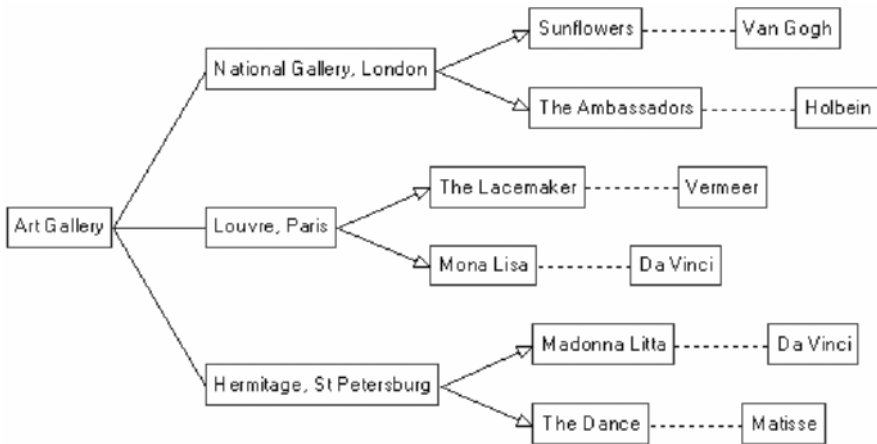 Art Gallery
National Gallery, London
Sunflowers
Van Gogh
The Ambassadors
Holbein
Louvre, Paris
The Lacemaker
Vermeer
Mona Lisa
Da Vinci
Hermitage, St Petersburg
Madonna Litta
Da Vinci
The Dance
Matisse